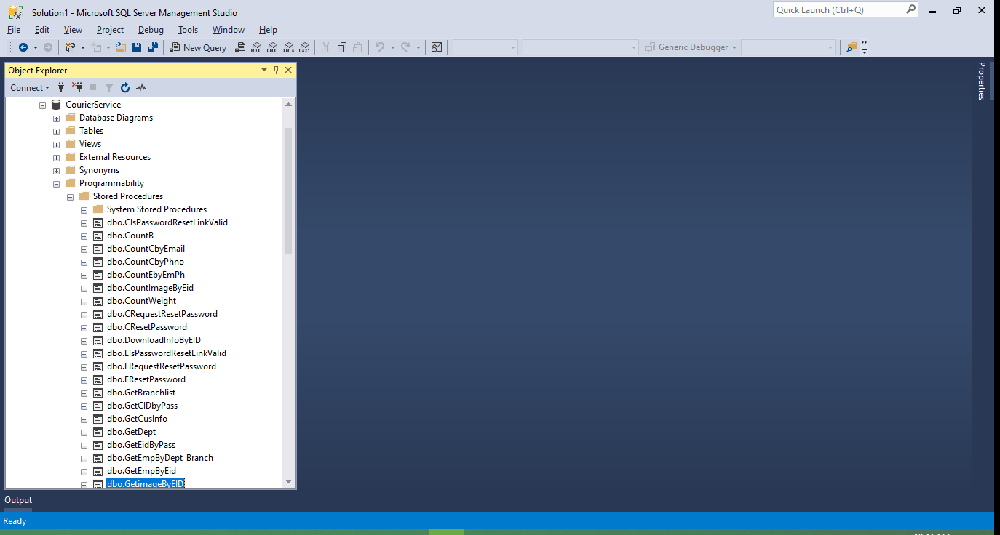 Solution1 - Microsoft SQL Server Management Studio
Quick Launch (Ctrl+Q)
File Edit View Project Debug Tools Window Help
New Query MDX DMX XMLA DAX Generic Debugger
Object Explorer
Properties
Connect
CourierService
Database Diagrams
Tables
Views
External Resources
Synonyms
Programmability
Stored Procedures
System Stored Procedures
dbo.CIsPasswordResetLinkValid
dbo.CountB
dbo.CountCbyEmail
dbo.CountCbyPhno
dbo.CountEbyEmPh
dbo.CountImageByEid
dbo.CountWeight
dbo.CRequestResetPassword
dbo.CResetPassword
dbo.DownloadInfoByEID
dbo.EIsPasswordResetLinkValid
dbo.ERequestResetPassword
dbo.EResetPassword
dbo.GetBranchlist
dbo.GetCIDbyPass
dbo.GetCusInfo
dbo.GetDept
dbo.GetEidByPass
dbo.GetEmpByDept_Branch
dbo.GetEmpByEid
dbo.GetimageByEID
Output
Ready